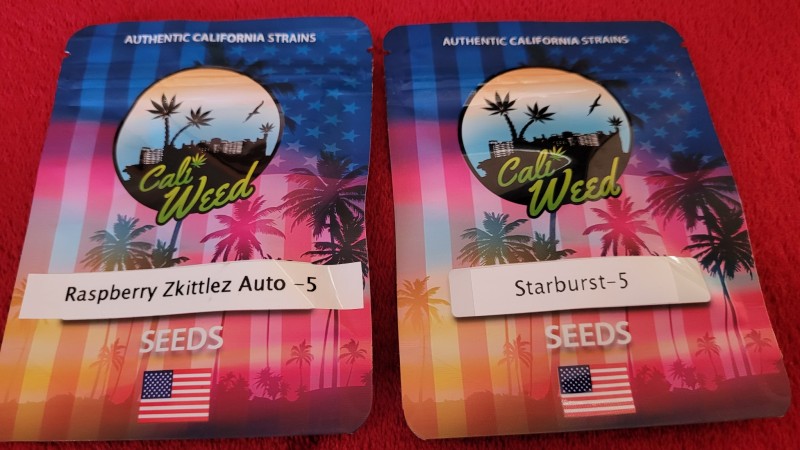 AUTHENTIC CALIFORNIA STRAINS
Cali
Weed
Raspberry Zkittlez Auto -5
SEEDS
AUTHENTIC CALIFORNIA STRAINS
Cali
Weed
Starburst-5
SEEDS